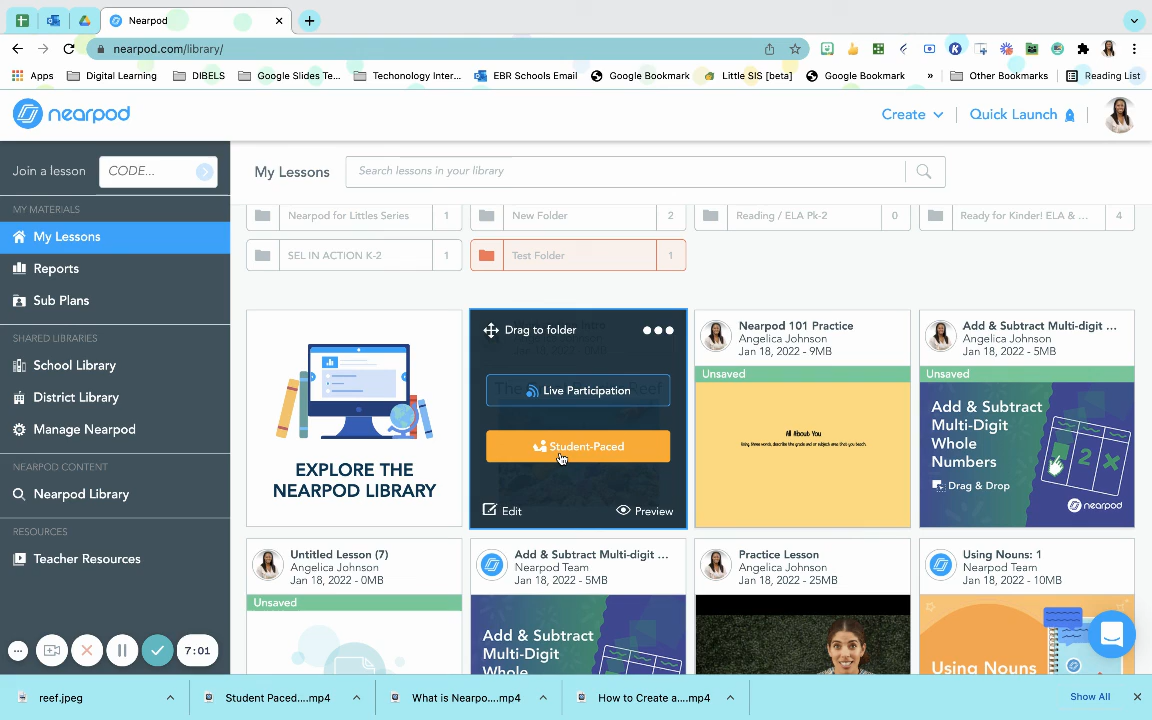 Nearpod
nearpod.com/library/
Apps
Digital Learning
DIBELS
Google Slides Te...
Techonology Inter...
EBR Schools Email
Google Bookmark
Little SIS [beta]
Google Bookmark
»
Other Bookmarks
Reading List
nearpod
Create
Quick Launch
Join a lesson
CODE...
My Lessons
Search lessons in your library
MY MATERIALS
My Lessons
Reports
Sub Plans
SHARED LIBRARIES
School Library
District Library
Manage Nearpod
NEARPOD CONTENT
Nearpod Library
RESOURCES
Teacher Resources
Nearpod for Littles Series 1
New Folder 2
Reading / ELA Pk-2 0
Ready for Kinder! ELA & ... 4
SEL IN ACTION K-2 1
Test Folder 1
EXPLORE THE
NEARPOD LIBRARY
Drag to folder
Live Participation
Student-Paced
Edit
Preview
Nearpod 101 Practice
Angelica Johnson
Jan 18, 2022 - 9MB
Unsaved
All About You
Add & Subtract Multi-digit ...
Angelica Johnson
Jan 18, 2022 - 5MB
Unsaved
Add & Subtract
Multi-Digit
Whole
Numbers
Drag & Drop
2
nearpod
Untitled Lesson (7)
Angelica Johnson
Jan 18, 2022 - 0MB
Unsaved
Add & Subtract Multi-digit ...
Nearpod Team
Jan 18, 2022 - 5MB
Add & Subtract
Multi-Digit
Whole
Practice Lesson
Angelica Johnson
Jan 18, 2022 - 25MB
Using Nouns: 1
Nearpod Team
Jan 18, 2022 - 10MB
Using Nouns
7:01
reef.jpeg
Student Paced....mp4
What is Nearpo....mp4
How to Create a....mp4
Show All